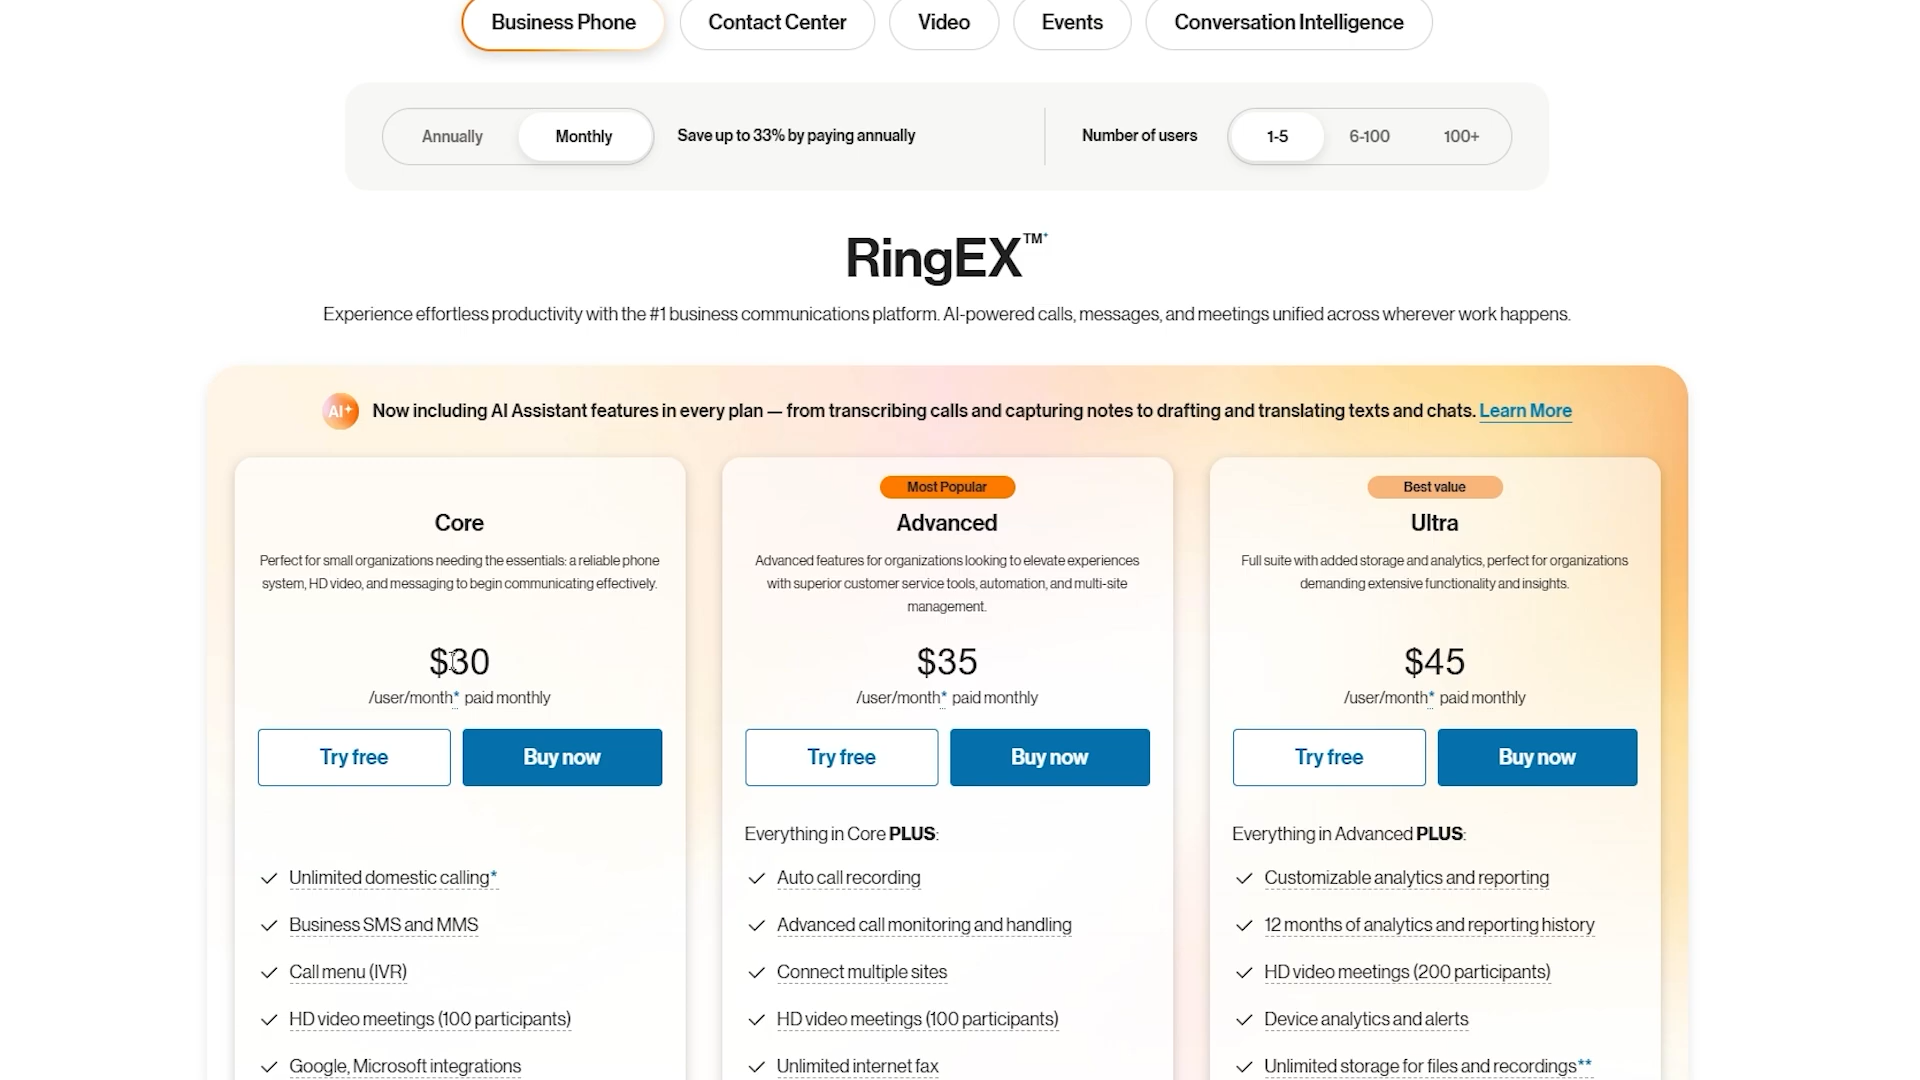 Business Phone
Contact Center
Video
Events
Conversation Intelligence
Annually
Monthly
Save up to 33% by paying annually
Number of users
1-5
6-100
100+
RingEX™*
Experience effortless productivity with the #1 business communications platform. AI-powered calls, messages, and meetings unified across wherever work happens.
AI+
Now including AI Assistant features in every plan — from transcribing calls and capturing notes to drafting and translating texts and chats. Learn More
Core
Perfect for small organizations needing the essentials: a reliable phone
system, HD video, and messaging to begin communicating effectively.
$30
/user/month* paid monthly
Try free
Buy now
Unlimited domestic calling*
Business SMS and MMS
Call menu (IVR)
HD video meetings (100 participants)
Google, Microsoft integrations
Most Popular
Advanced
Advanced features for organizations looking to elevate experiences
with superior customer service tools, automation, and multi-site
management.
$35
/user/month* paid monthly
Try free
Buy now
Everything in Core PLUS:
Auto call recording
Advanced call monitoring and handling
Connect multiple sites
HD video meetings (100 participants)
Unlimited internet fax
Best value
Ultra
Full suite with added storage and analytics, perfect for organizations
demanding extensive functionality and insights.
$45
/user/month* paid monthly
Try free
Buy now
Everything in Advanced PLUS:
Customizable analytics and reporting
12 months of analytics and reporting history
HD video meetings (200 participants)
Device analytics and alerts
Unlimited storage for files and recordings**